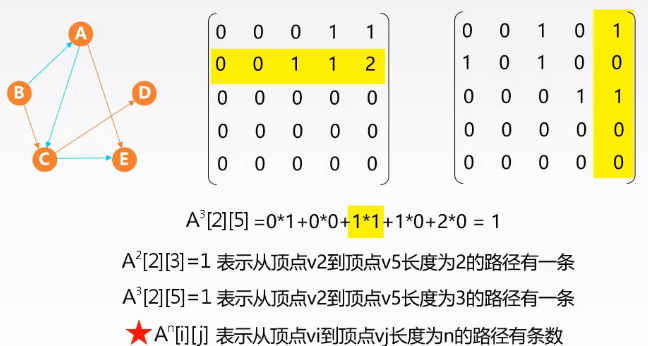 A
B
D
C
E
0 0 0 1 1
0 0 1 1 2
0 0 0 0 0
0 0 0 0 0
0 0 0 0 0
0 0 1 0 1
1 0 1 0 0
0 0 0 1 1
0 0 0 0 0
0 0 0 0 0
A³[2][5] =0*1+0*0+1*1+1*0+2*0 = 1
A²[2][3]=1 表示从顶点v2到顶点v5长度为2的路径有一条
A³[2][5]=1 表示从顶点v2到顶点v5长度为3的路径有一条
★Aⁿ[i][j] 表示从顶点vi到顶点vj长度为n的路径有条数